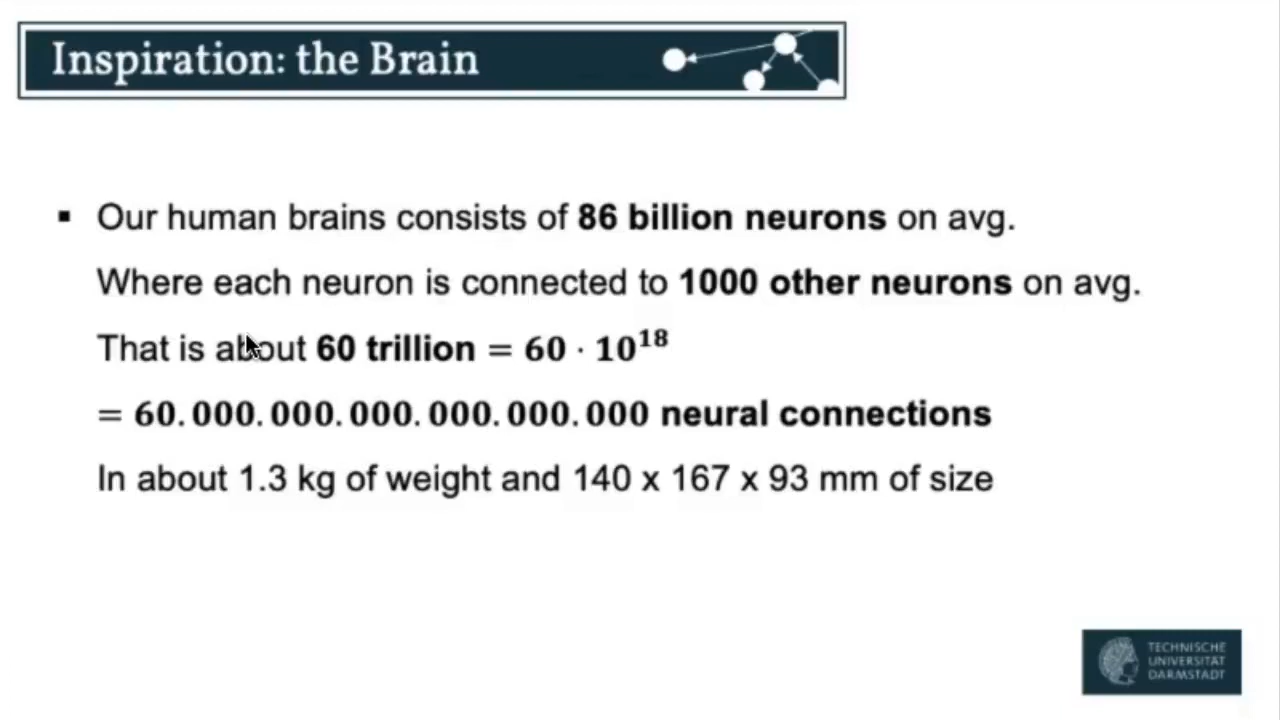 Inspiration: the Brain
▪ Our human brains consists of 86 billion neurons on avg.
Where each neuron is connected to 1000 other neurons on avg.
That is about 60 trillion = 60 · 10¹⁸
= 60.000.000.000.000.000.000 neural connections
In about 1.3 kg of weight and 140 x 167 x 93 mm of size
TECHNISCHE
UNIVERSITÄT
DARMSTADT